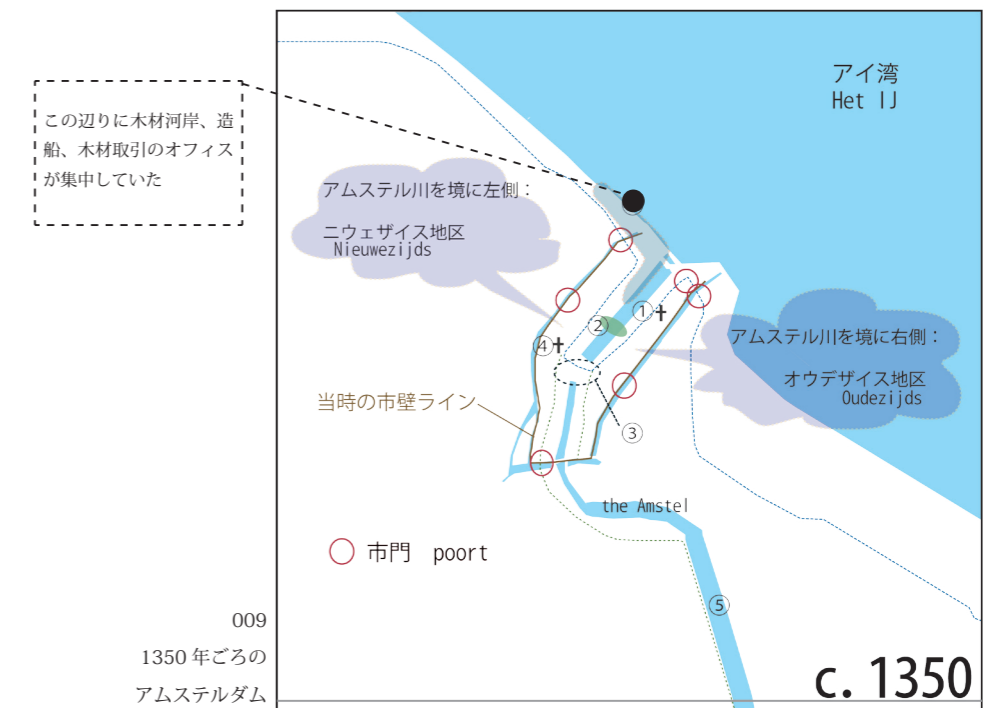 アイ湾
Het IJ
この辺りに木材河岸、造
船、木材取引のオフィス
が集中していた
アムステル川を境に左側：
ニウェザイス地区
Nieuwezijds
①
②
④
アムステル川を境に右側：
オウデザイス地区
Oudezijds
当時の市壁ライン
③
the Amstel
市門　poort
⑤
009
1350 年ごろの
アムステルダム
c. 1350